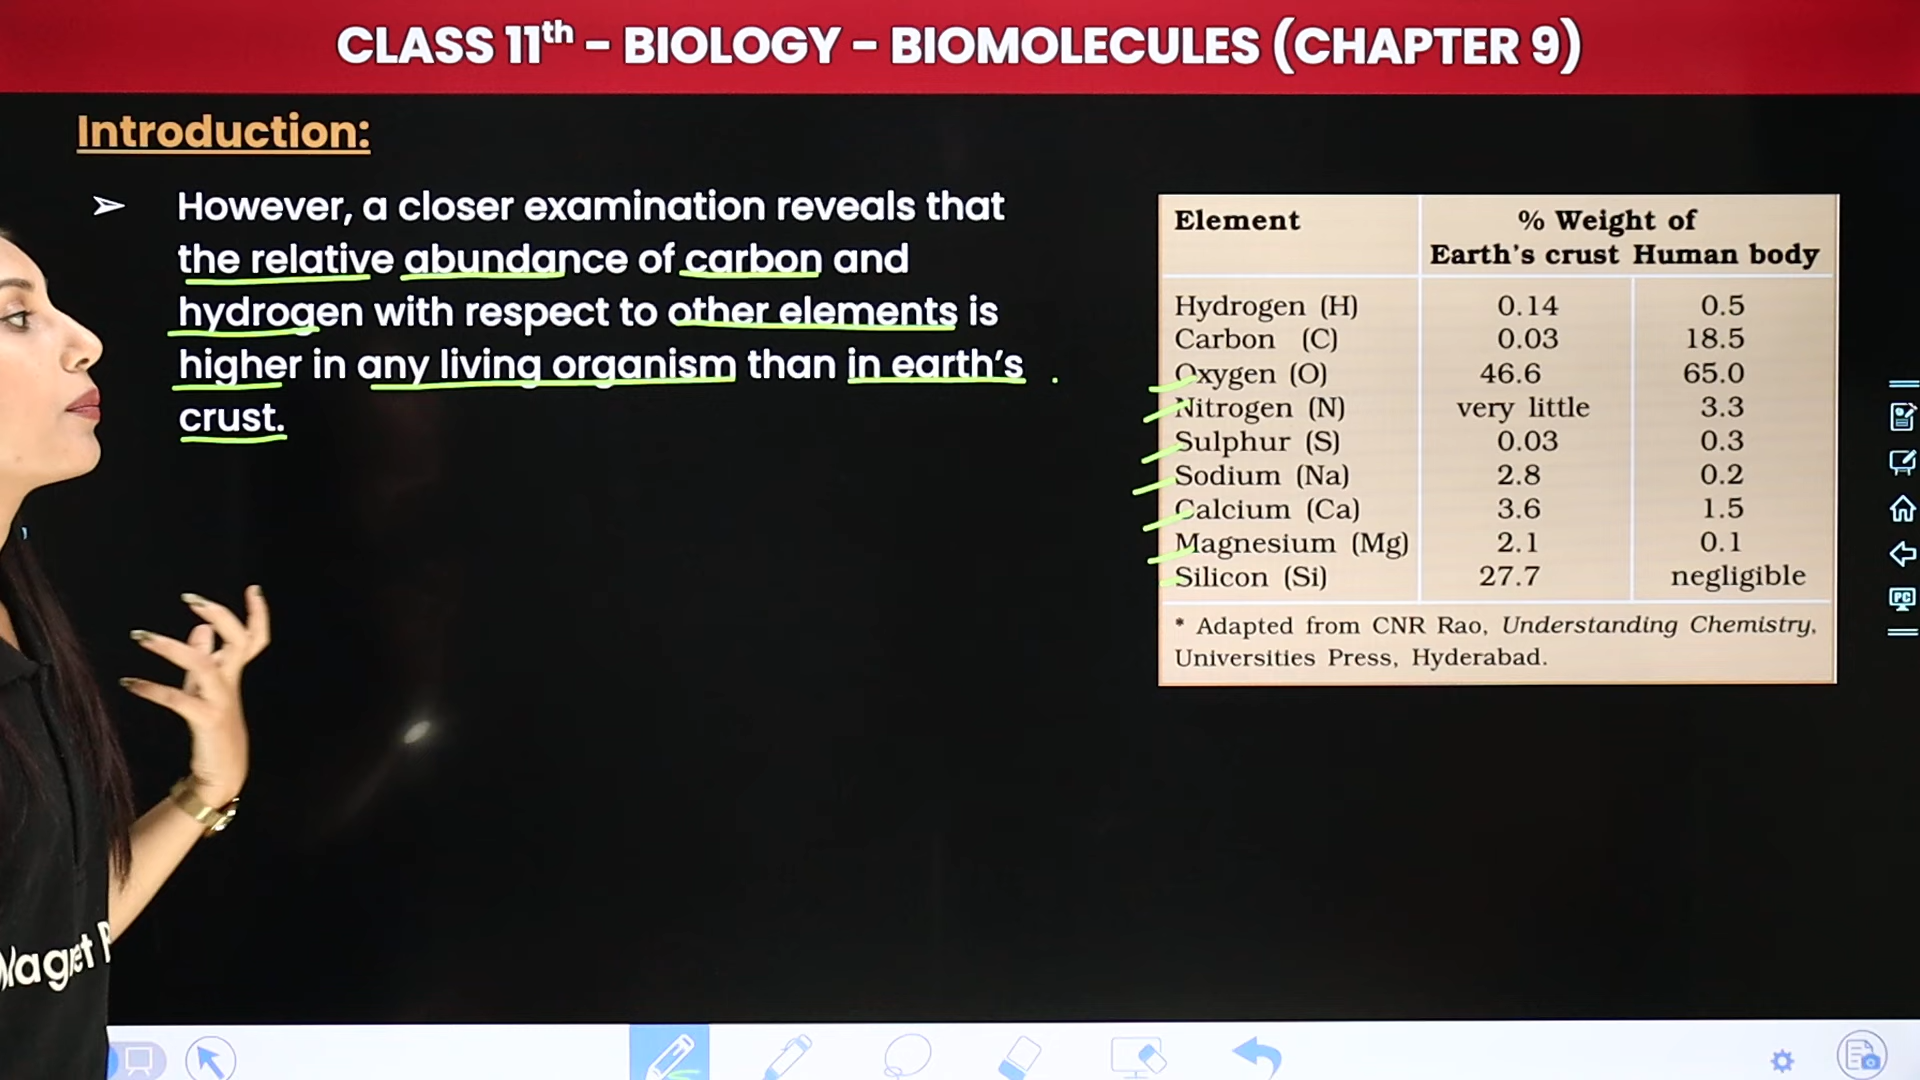 CLASS 11th – BIOLOGY – BIOMOLECULES (CHAPTER 9)
Introduction:
➢ However, a closer examination reveals that
the relative abundance of carbon and
hydrogen with respect to other elements is
higher in any living organism than in earth's
crust.
Element % Weight of
Earth's crust Human body
Hydrogen (H) 0.14 0.5
Carbon (C) 0.03 18.5
Oxygen (O) 46.6 65.0
Nitrogen (N) very little 3.3
Sulphur (S) 0.03 0.3
Sodium (Na) 2.8 0.2
Calcium (Ca) 3.6 1.5
Magnesium (Mg) 2.1 0.1
Silicon (Si) 27.7 negligible
* Adapted from CNR Rao, Understanding Chemistry,
Universities Press, Hyderabad.
PC